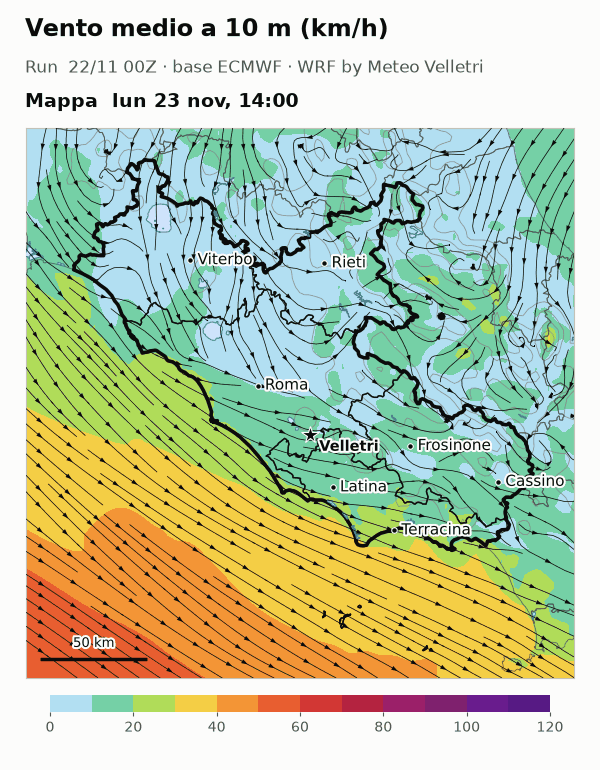 Vento medio a 10 m (km/h)
Run 22/11 00Z · base ECMWF · WRF by Meteo Velletri
Mappa lun 23 nov, 14:00
Viterbo
Rieti
Roma
Velletri
Frosinone
Cassino
Latina
Terracina
50 km
0 20 40 60 80 100 120